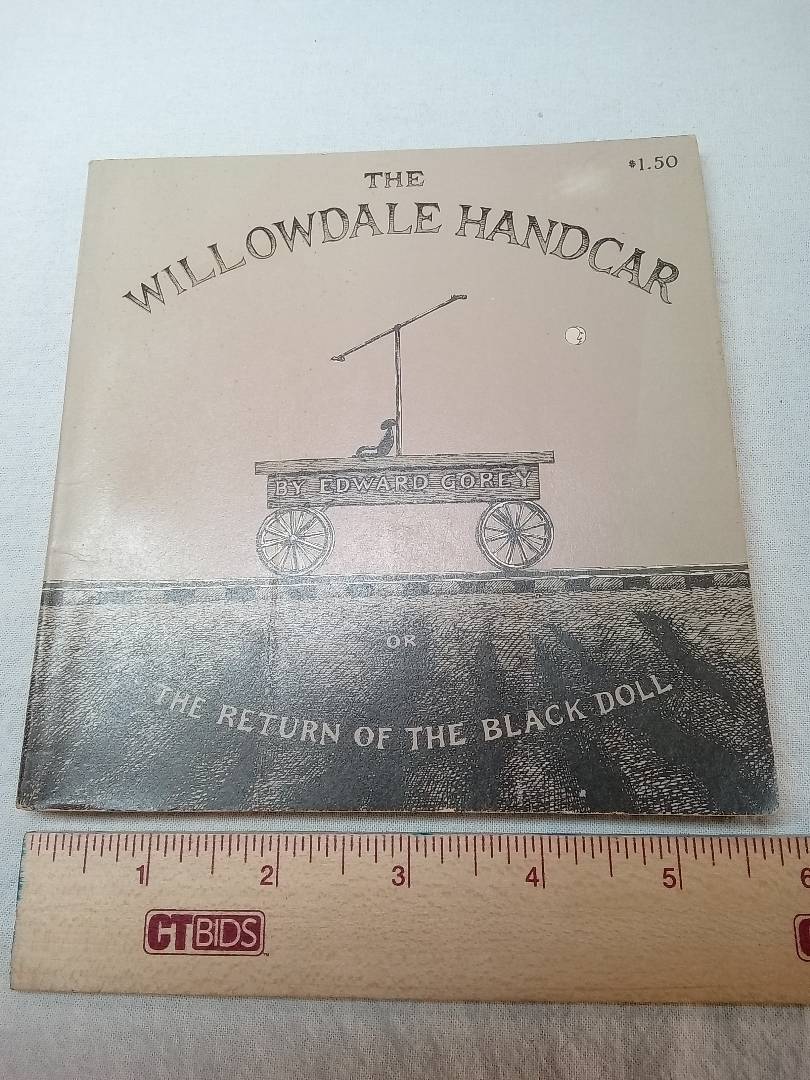 $1.50
THE
WILLOWDALE HANDCAR
BY EDWARD GOREY
OR
THE RETURN OF THE BLACK DOLL
1 2 3 4 5 6
CTBIDS